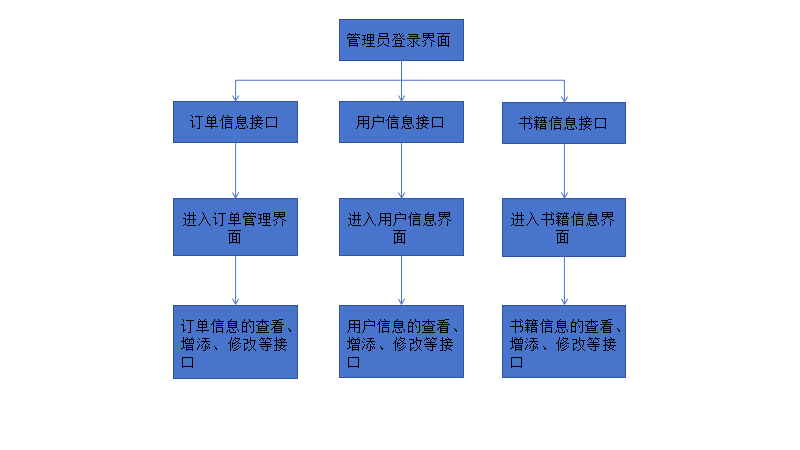 管理员登录界面
订单信息接口
用户信息接口
书籍信息接口
进入订单管理界
面
进入用户信息界
面
进入书籍信息界
面
订单信息的查看、
增添、修改等接
口
用户信息的查看、
增添、修改等接
口
书籍信息的查看、
增添、修改等接
口